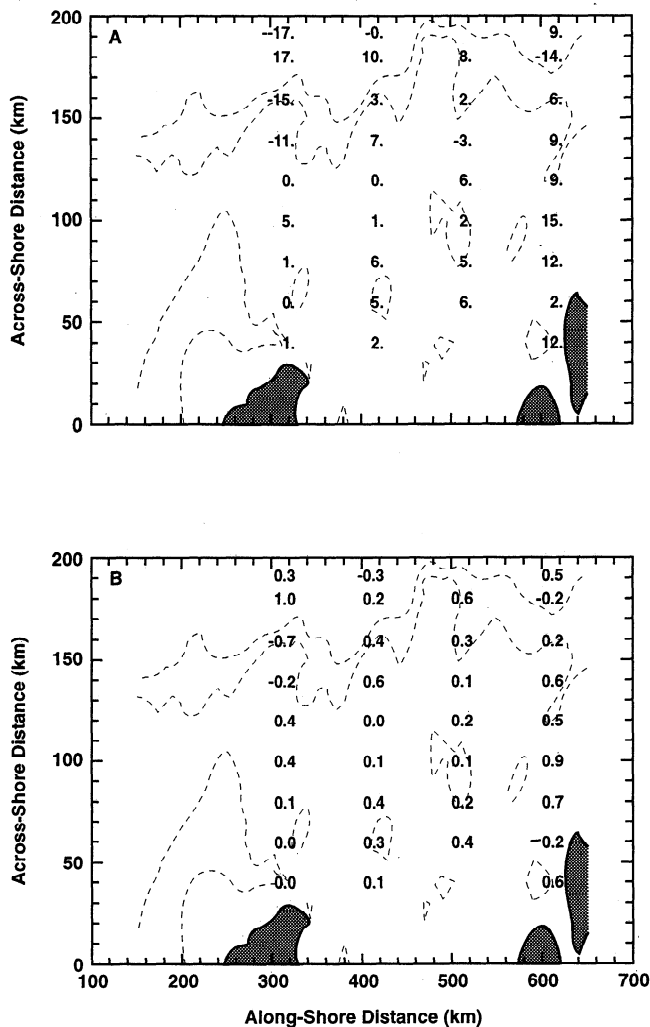 200
A
--17. -0. 9.
17. 10. 8. -14.
150
-15. 3. 2. 6.
-11. 7. -3. 9.
0. 0. 6. 9.
100
5. 1. 2. 15.
1. 6. 5. 12.
0. 5. 6. 2.
50
1. 2. 12.
0
Across-Shore Distance (km)
200
B
0.3 -0.3 0.5
1.0 0.2 0.6 -0.2
150
-0.7 0.4 0.3 0.2
-0.2 0.6 0.1 0.6
0.4 0.0 0.2 0.5
100
0.4 0.1 0.1 0.9
0.1 0.4 0.2 0.7
0.0 0.3 0.4 -0.2
50
-0.0 0.1 0.6
0
Across-Shore Distance (km)
100 200 300 400 500 600 700
Along-Shore Distance (km)